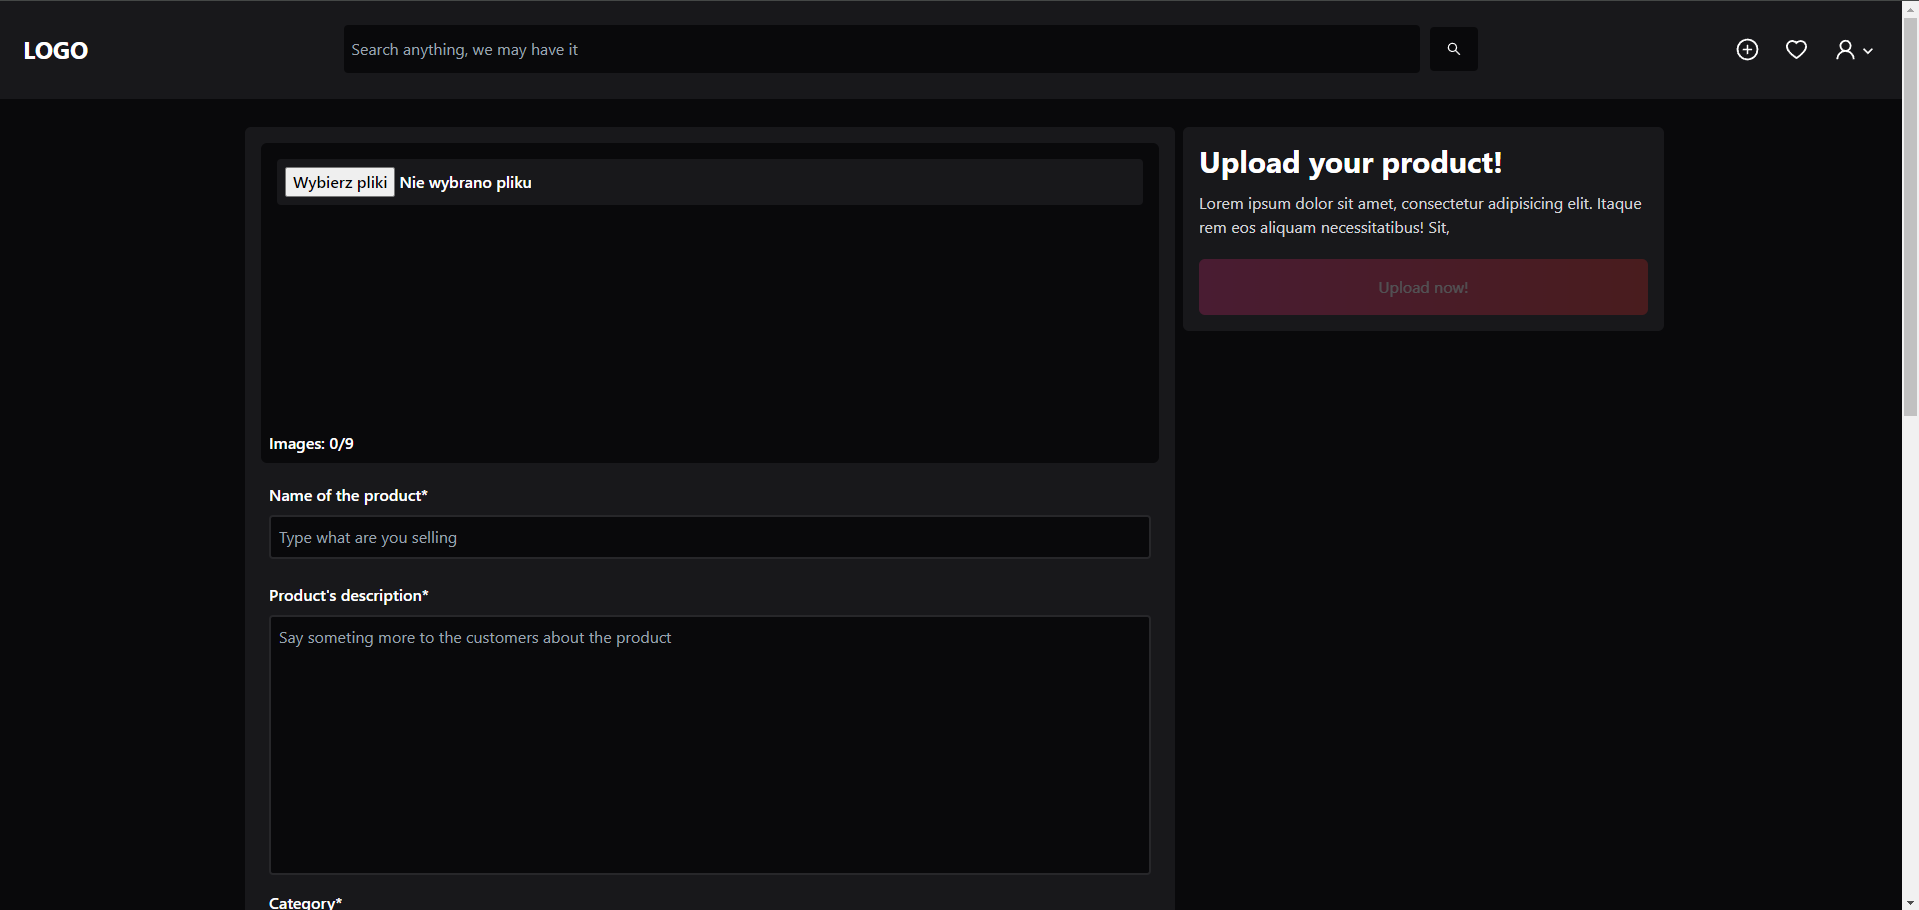 LOGO
Search anything, we may have it
Wybierz pliki Nie wybrano pliku
Images: 0/9
Name of the product*
Type what are you selling
Product's description*
Say someting more to the customers about the product
Category*
Upload your product!
Lorem ipsum dolor sit amet, consectetur adipisicing elit. Itaque
rem eos aliquam necessitatibus! Sit,
Upload now!